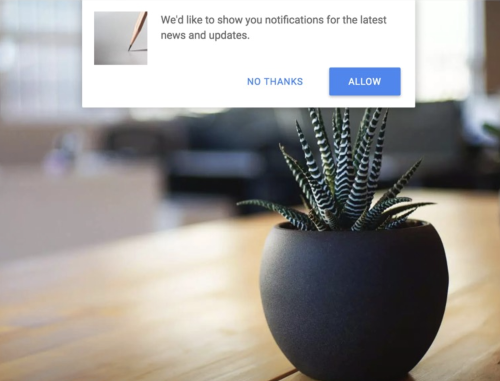 We'd like to show you notifications for the latest
news and updates.
NO THANKS
ALLOW